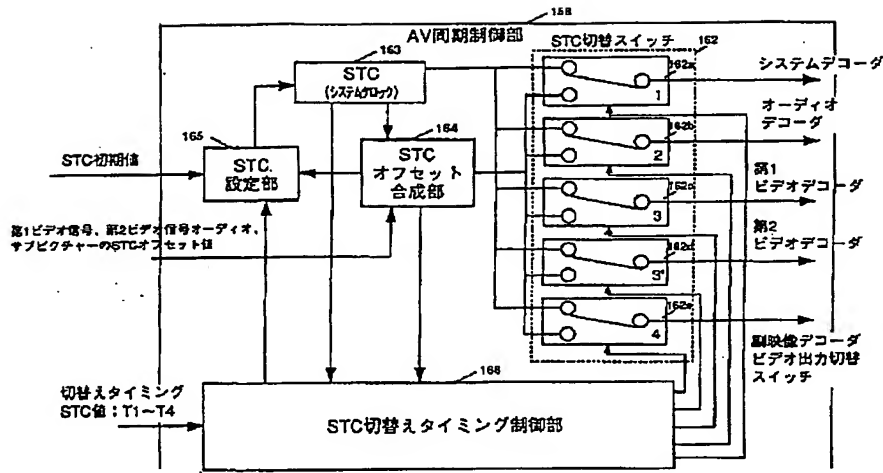 158
AV同期制御部
STC切替スイッチ
162
163
STC
(システムクロック)
162a
1
システムデコーダ
オーディオ
デコーダ
165
164
162b
2
STC初期値
STC.
設定部
STC
オフセット
合成部
第1
ビデオデコーダ
162c
3
第1ビデオ信号、第2ビデオ信号オーディオ、
サブピクチャーのSTCオフセット値
第2
ビデオデコーダ
162d
3'
162e
4
副映像デコーダ
ビデオ出力切替
スイッチ
166
切替えタイミング
STC値：T1〜T4
STC切替えタイミング制御部